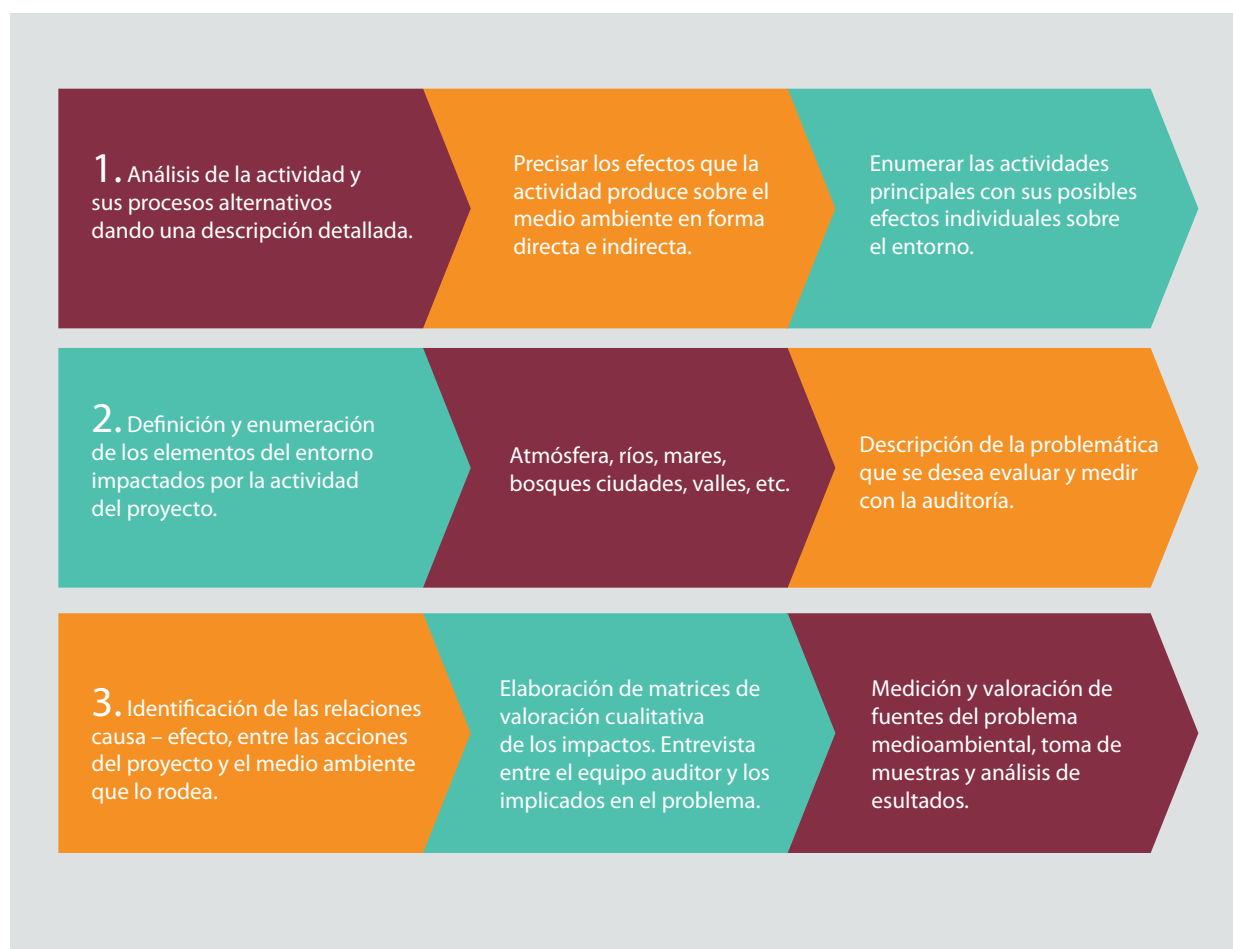 1. Análisis de la actividad y
sus procesos alternativos
dando una descripción detallada.
Precisar los efectos que la
actividad produce sobre el
medio ambiente en forma
directa e indirecta.
Enumerar las actividades
principales con sus posibles
efectos individuales sobre
el entorno.
2. Definición y enumeración
de los elementos del entorno
impactados por la actividad
del proyecto.
Atmósfera, ríos, mares,
bosques ciudades, valles, etc.
Descripción de la problemática
que se desea evaluar y medir
con la auditoría.
3. Identificación de las relaciones
causa – efecto, entre las acciones
del proyecto y el medio ambiente
que lo rodea.
Elaboración de matrices de
valoración cualitativa
de los impactos. Entrevista
entre el equipo auditor y los
implicados en el problema.
Medición y valoración de
fuentes del problema
medioambiental, toma de
muestras y análisis de
esultados.